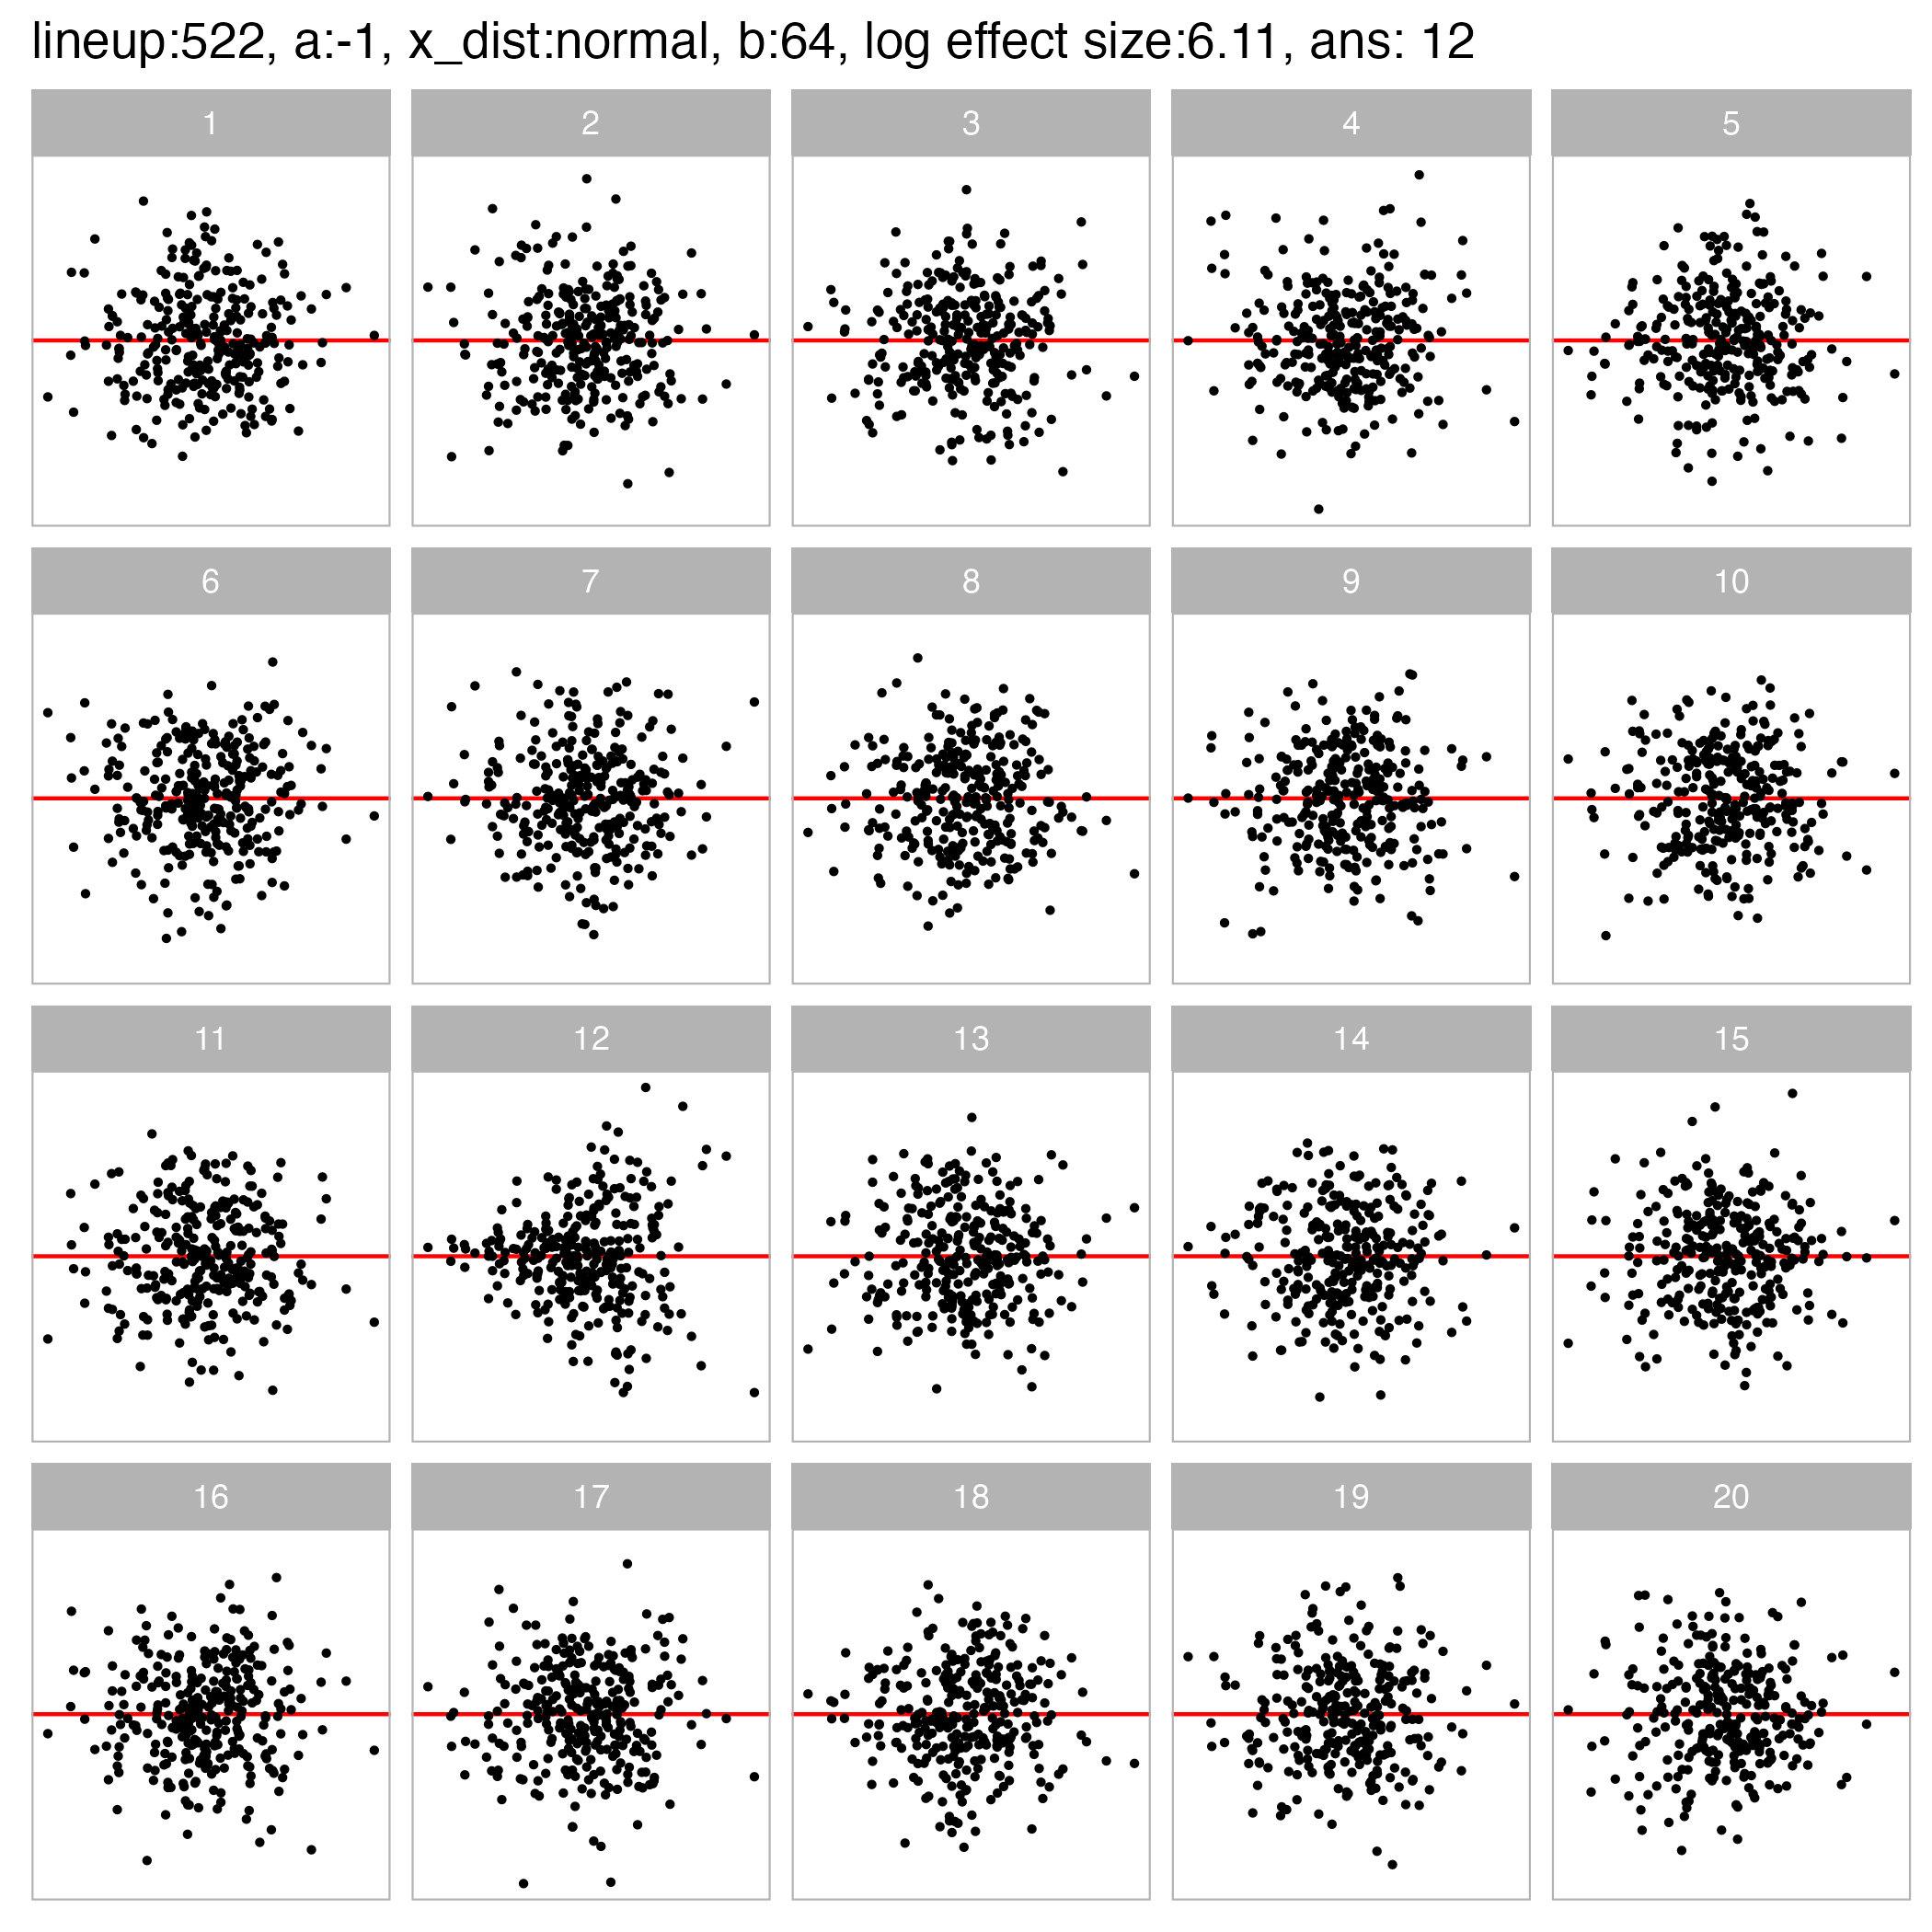 lineup:522, a:-1, x_dist:normal, b:64, log effect size:6.11, ans: 12
1 2 3 4 5
6 7 8 9 10
11 12 13 14 15
16 17 18 19 20